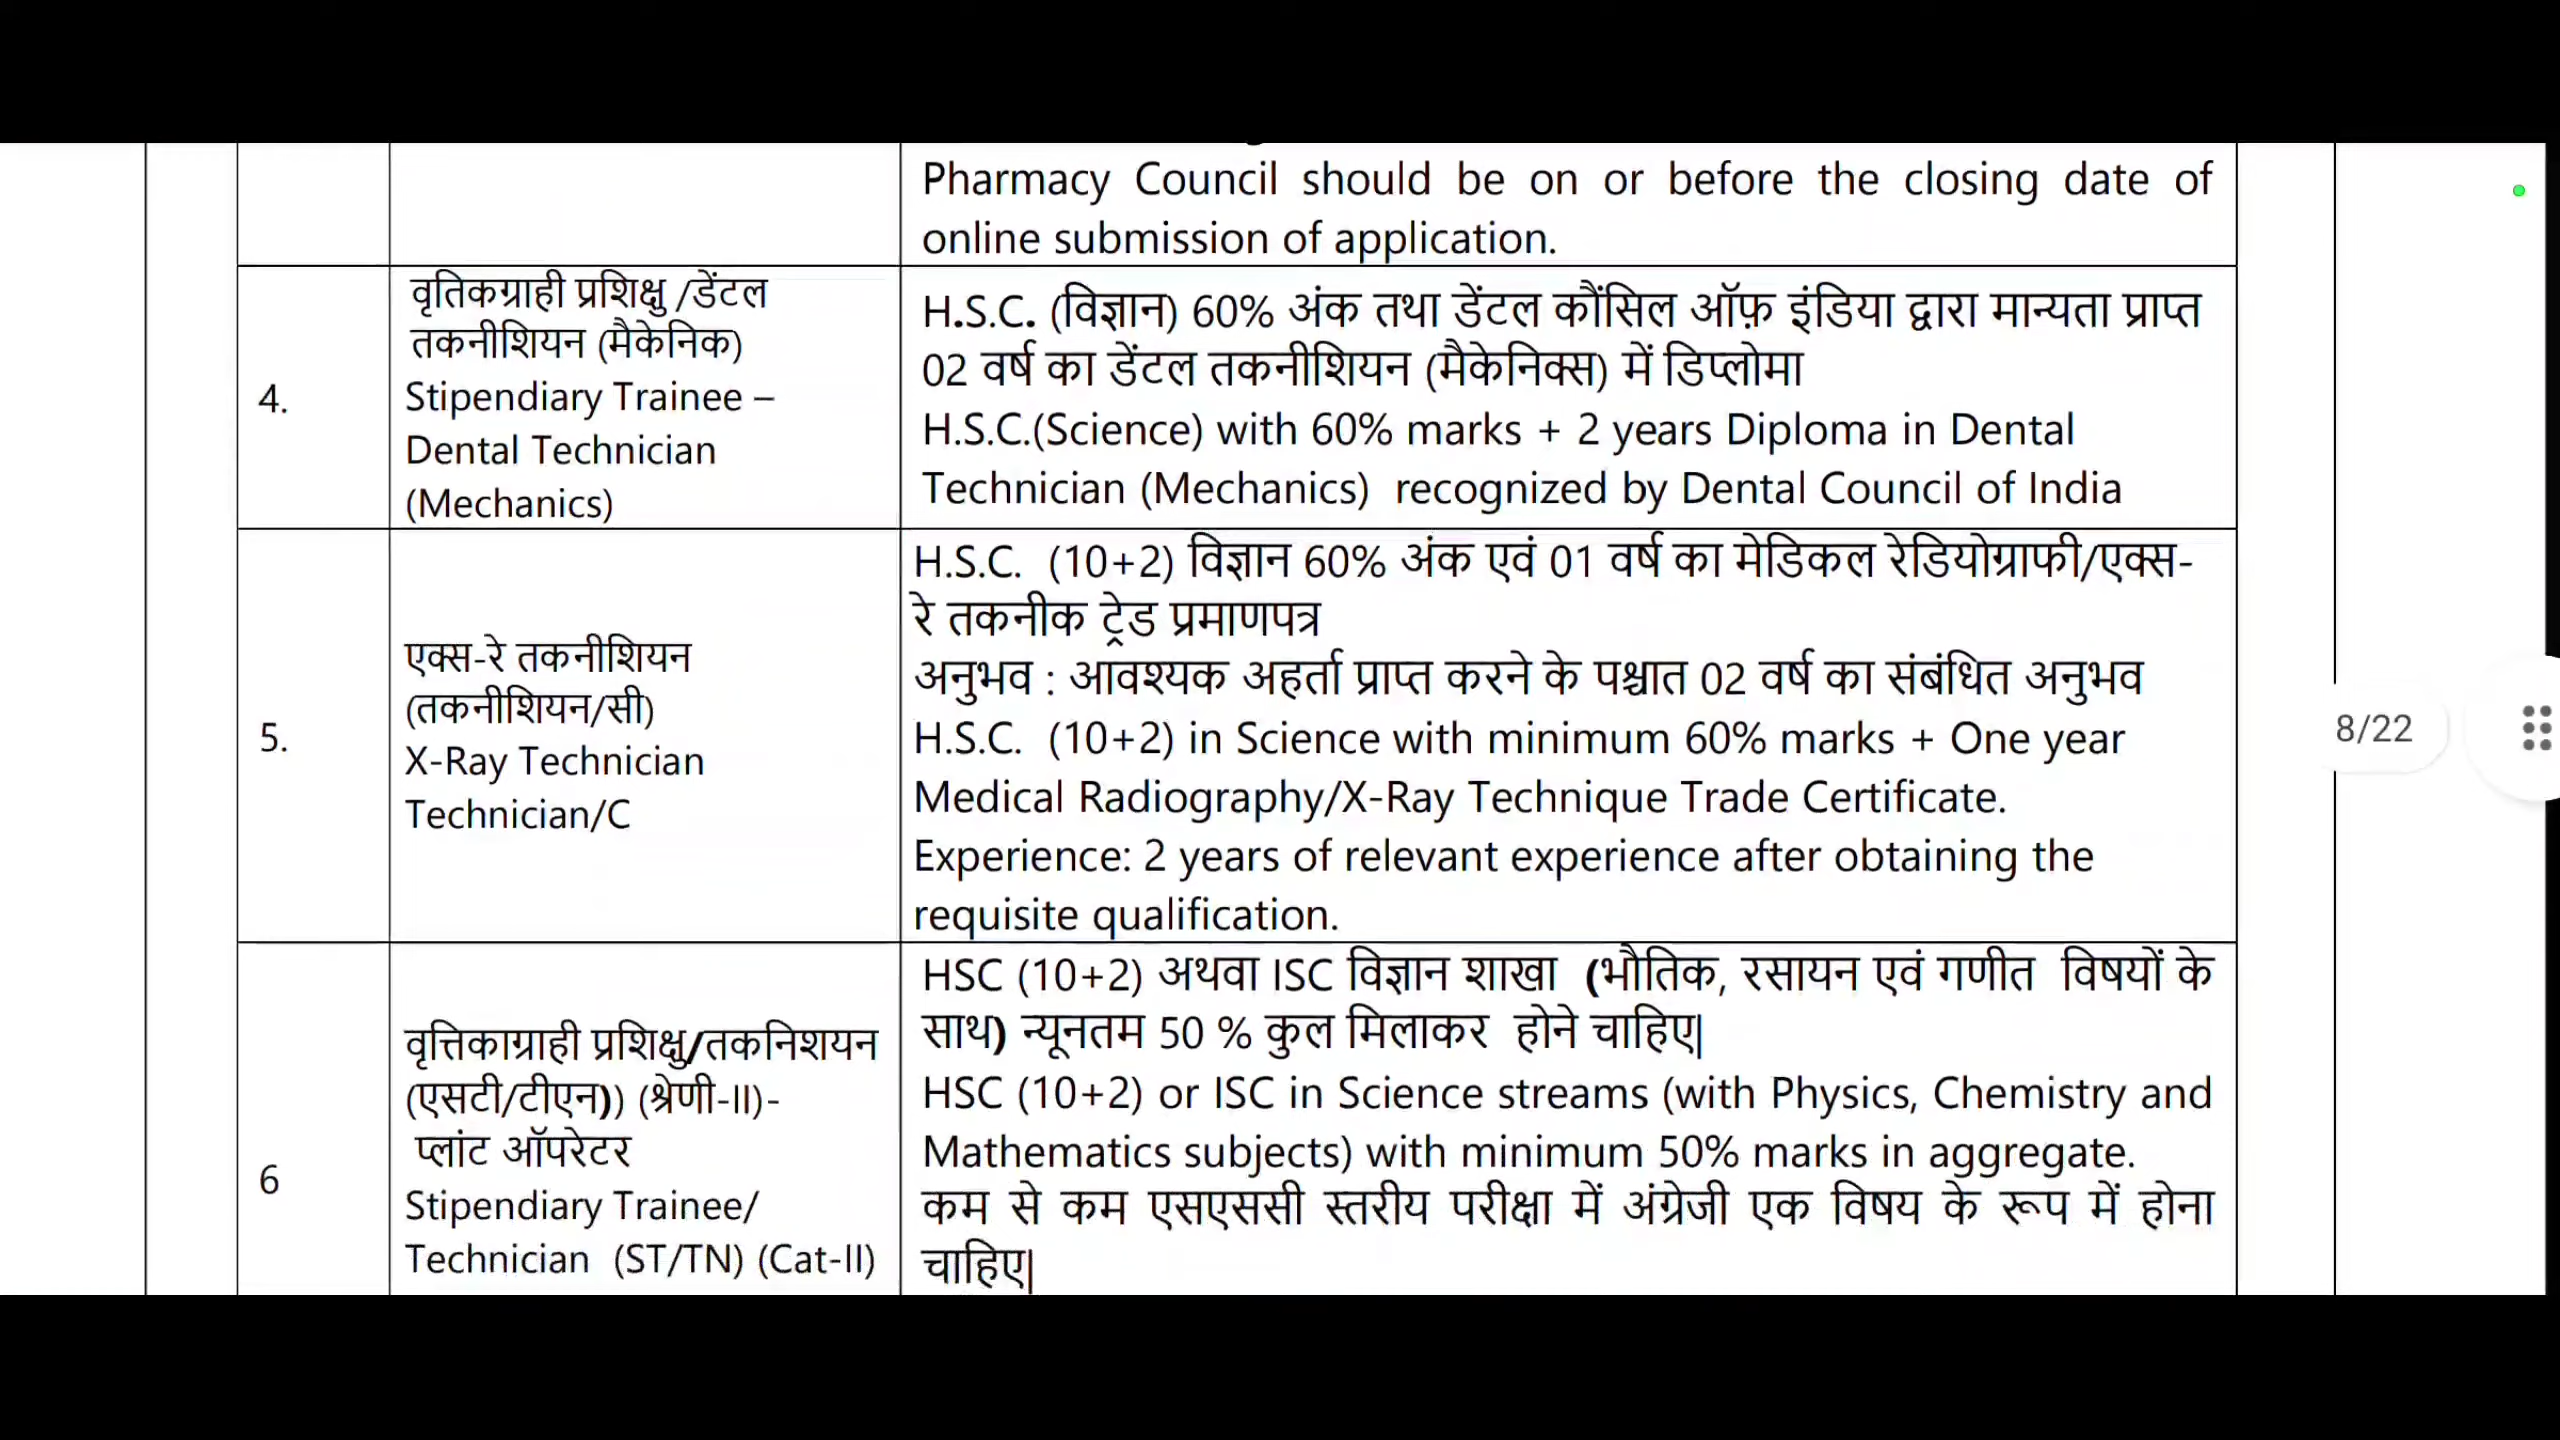 Pharmacy Council should be on or before the closing date of
online submission of application.
4.
वृतिकग्राही प्रशिक्षु /डेंटल
तकनीशियन (मैकेनिक)
Stipendiary Trainee –
Dental Technician
(Mechanics)
H.S.C. (विज्ञान) 60% अंक तथा डेंटल कौंसिल ऑफ़ इंडिया द्वारा मान्यता प्राप्त
02 वर्ष का डेंटल तकनीशियन (मैकेनिक्स) में डिप्लोमा
H.S.C.(Science) with 60% marks + 2 years Diploma in Dental
Technician (Mechanics) recognized by Dental Council of India
5.
एक्स-रे तकनीशियन
(तकनीशियन/सी)
X-Ray Technician
Technician/C
H.S.C. (10+2) विज्ञान 60% अंक एवं 01 वर्ष का मेडिकल रेडियोग्राफी/एक्स-
रे तकनीक ट्रेड प्रमाणपत्र
अनुभव : आवश्यक अहर्ता प्राप्त करने के पश्चात 02 वर्ष का संबंधित अनुभव
H.S.C. (10+2) in Science with minimum 60% marks + One year
Medical Radiography/X-Ray Technique Trade Certificate.
Experience: 2 years of relevant experience after obtaining the
requisite qualification.
8/22
6
वृत्तिकाग्राही प्रशिक्षु/तकनिशयन
(एसटी/टीएन)) (श्रेणी-II)-
प्लांट ऑपरेटर
Stipendiary Trainee/
Technician (ST/TN) (Cat-II)
HSC (10+2) अथवा ISC विज्ञान शाखा (भौतिक, रसायन एवं गणीत विषयों के
साथ) न्यूनतम 50 % कुल मिलाकर होने चाहिए|
HSC (10+2) or ISC in Science streams (with Physics, Chemistry and
Mathematics subjects) with minimum 50% marks in aggregate.
कम से कम एसएससी स्तरीय परीक्षा में अंग्रेजी एक विषय के रूप में होना
चाहिए|